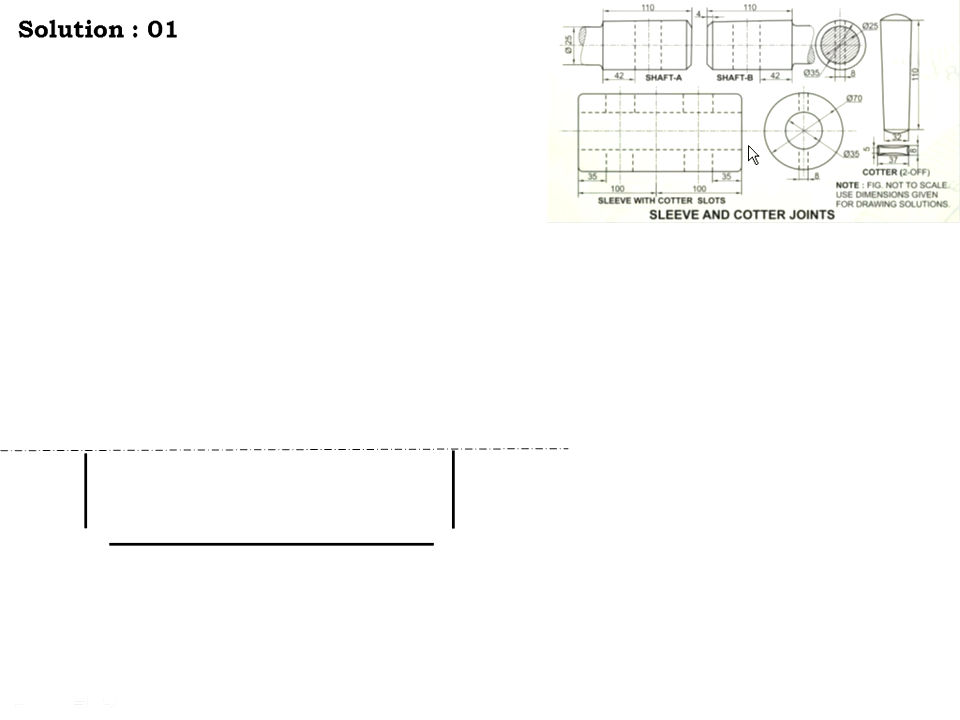 Solution : 01
110
4
110
Ø 25
42
SHAFT-A
SHAFT-B
42
Ø25
Ø35
8
110
32
5
8
37
COTTER (2-OFF)
Ø70
Ø35
8
35
35
100
100
SLEEVE WITH COTTER SLOTS
NOTE : FIG. NOT TO SCALE.
USE DIMENSIONS GIVEN
FOR DRAWING SOLUTIONS.
SLEEVE AND COTTER JOINTS